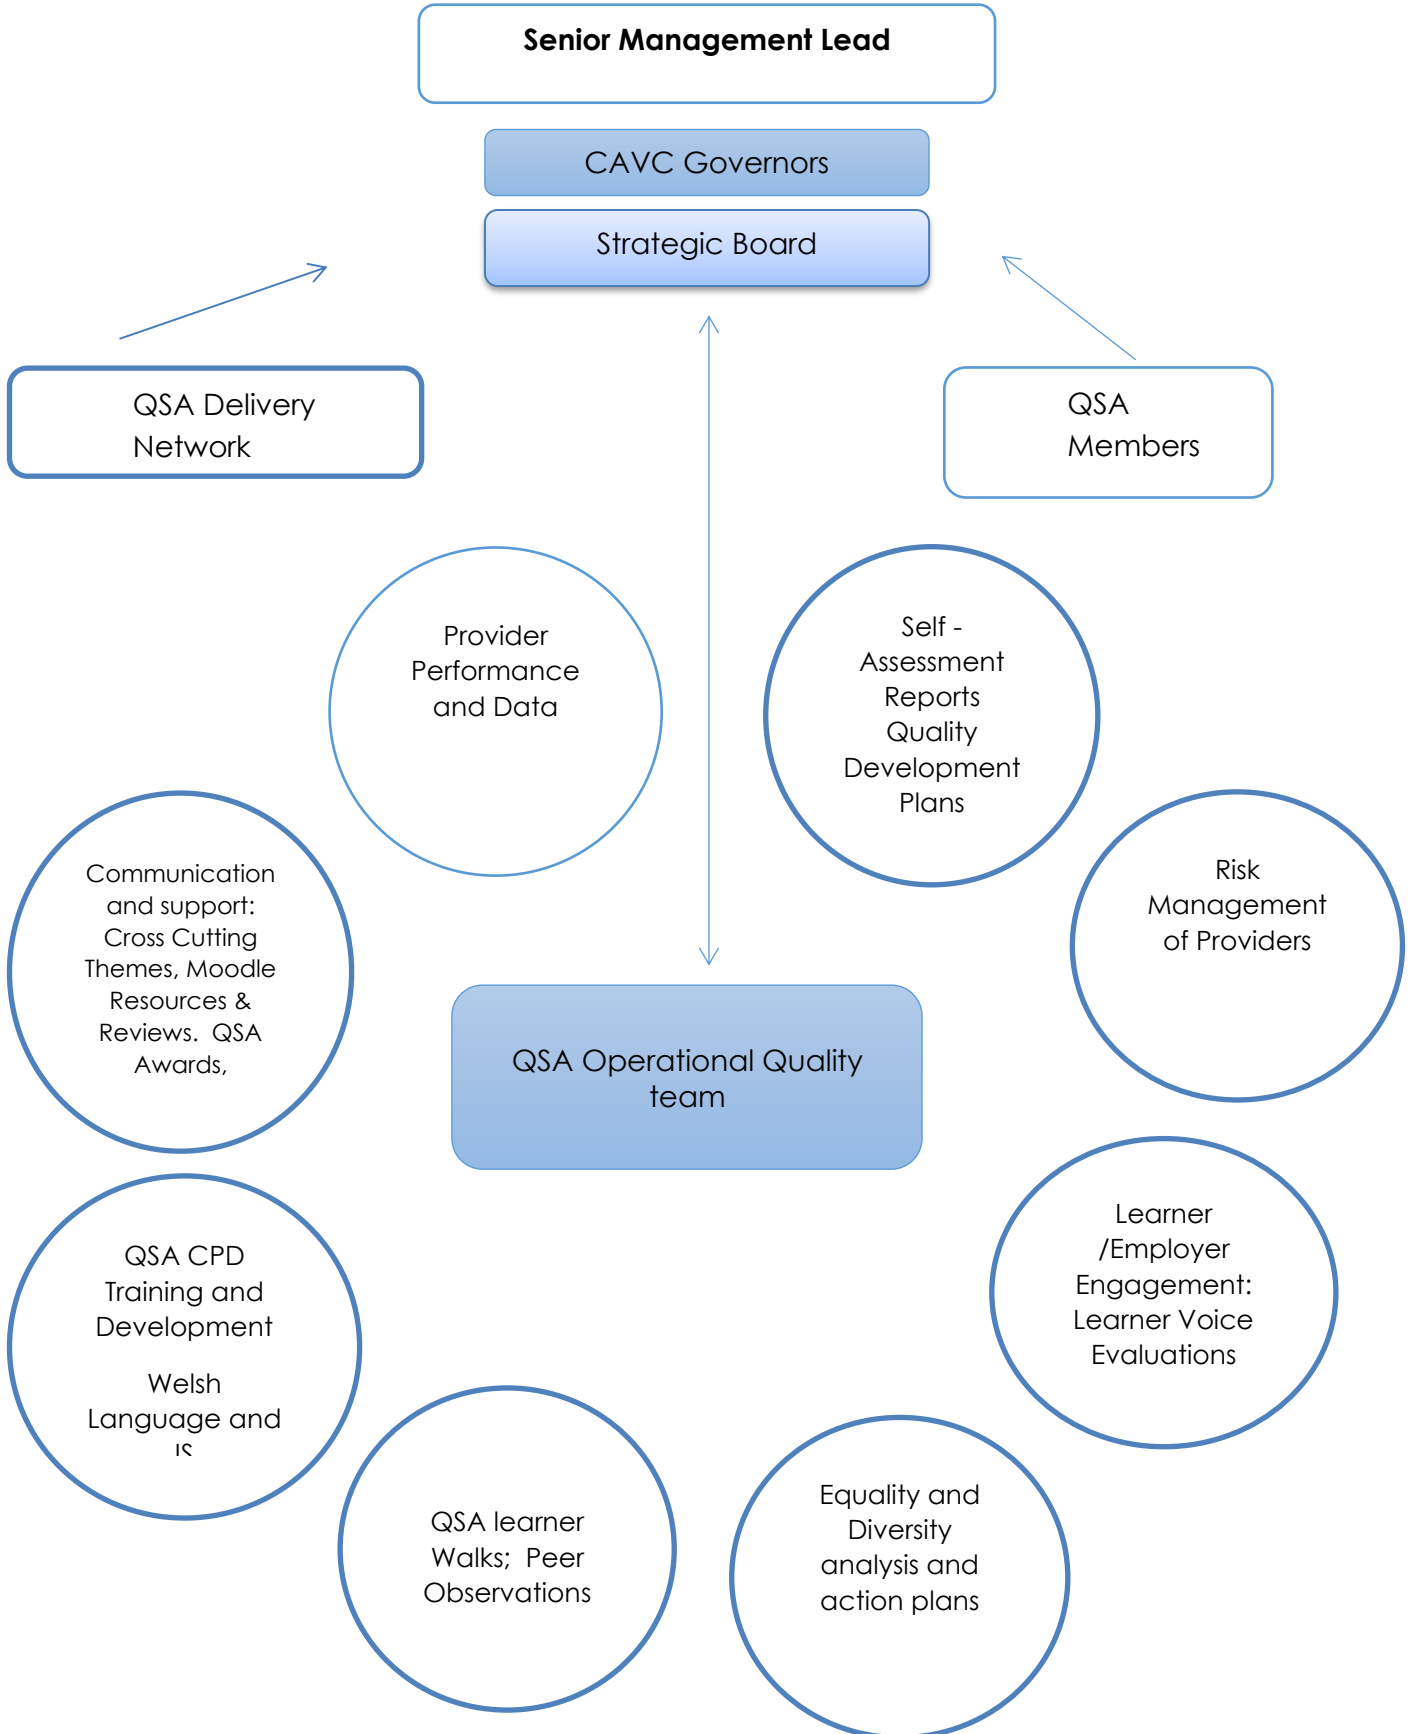 Senior Management Lead
CAVC Governors
Strategic Board
QSA Delivery
Network
QSA
Members
Provider
Performance
and Data
Self -
Assessment
Reports
Quality
Development
Plans
Communication
and support:
Cross Cutting
Themes, Moodle
Resources &
Reviews.  QSA
Awards,
Risk
Management
of Providers
QSA Operational Quality
team
QSA CPD
Training and
Development
Welsh
Language and
Learner
/Employer
Engagement:
Learner Voice
Evaluations
QSA learner
Walks;  Peer
Observations
Equality and
Diversity
analysis and
action plans